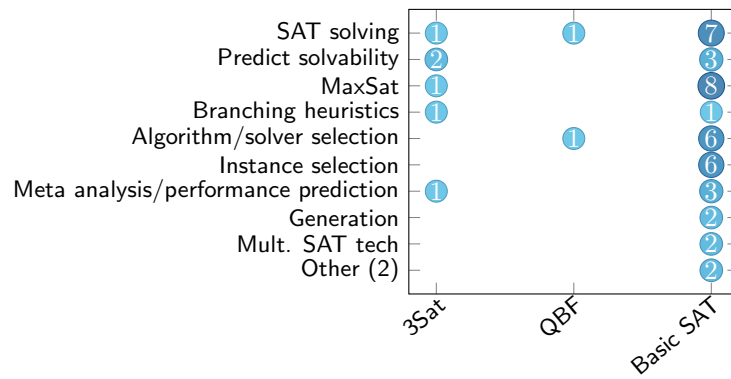 SAT solving 1 1 7
Predict solvability 2 3
MaxSat 1 8
Branching heuristics 1 1
Algorithm/solver selection 1 6
Instance selection 6
Meta analysis/performance prediction 1 3
Generation 2
Mult. SAT tech 2
Other (2) 2
3Sat QBF Basic SAT